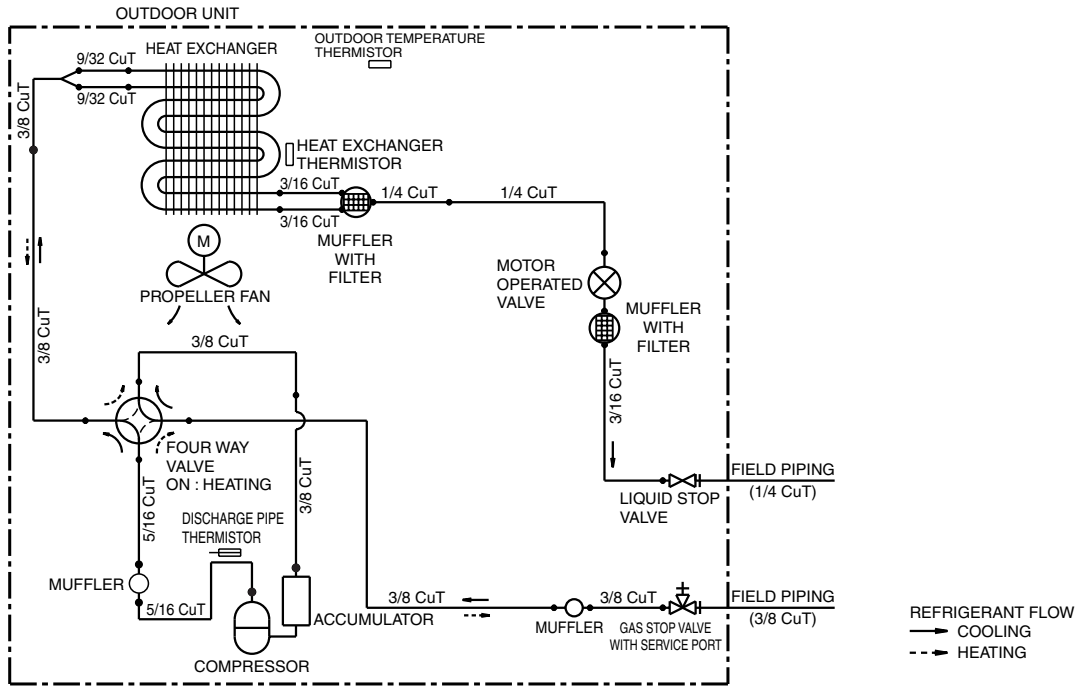 OUTDOOR UNIT
9/32 CuT
HEAT EXCHANGER
OUTDOOR TEMPERATURE
THERMISTOR
9/32 CuT
3/8 CuT
HEAT EXCHANGER
THERMISTOR
3/16 CuT
1/4 CuT
1/4 CuT
3/16 CuT
M
MUFFLER
WITH
FILTER
PROPELLER FAN
MOTOR
OPERATED
VALVE
MUFFLER
WITH
FILTER
3/8 CuT
3/8 CuT
3/16 CuT
FOUR WAY
VALVE
ON : HEATING
5/16 CuT
3/8 CuT
FIELD PIPING
(1/4 CuT)
LIQUID STOP
VALVE
DISCHARGE PIPE
THERMISTOR
MUFFLER
5/16 CuT
ACCUMULATOR
COMPRESSOR
3/8 CuT
3/8 CuT
MUFFLER
GAS STOP VALVE
WITH SERVICE PORT
FIELD PIPING
(3/8 CuT)
REFRIGERANT FLOW
COOLING
HEATING